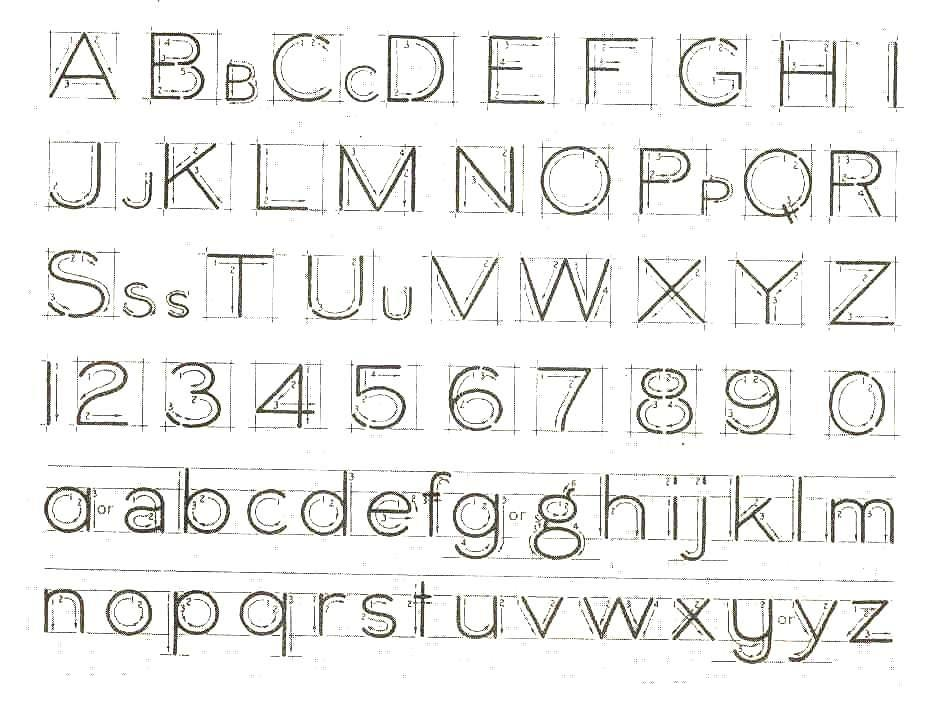 A B B C C D E F G H I
J J K L M N O P P Q R
S s s T U U V W X Y Z
1 2 3 4 5 6 7 8 9 0
a or a b c d e f g or g h i j k l m
n o p q r s t u v w x y or y z